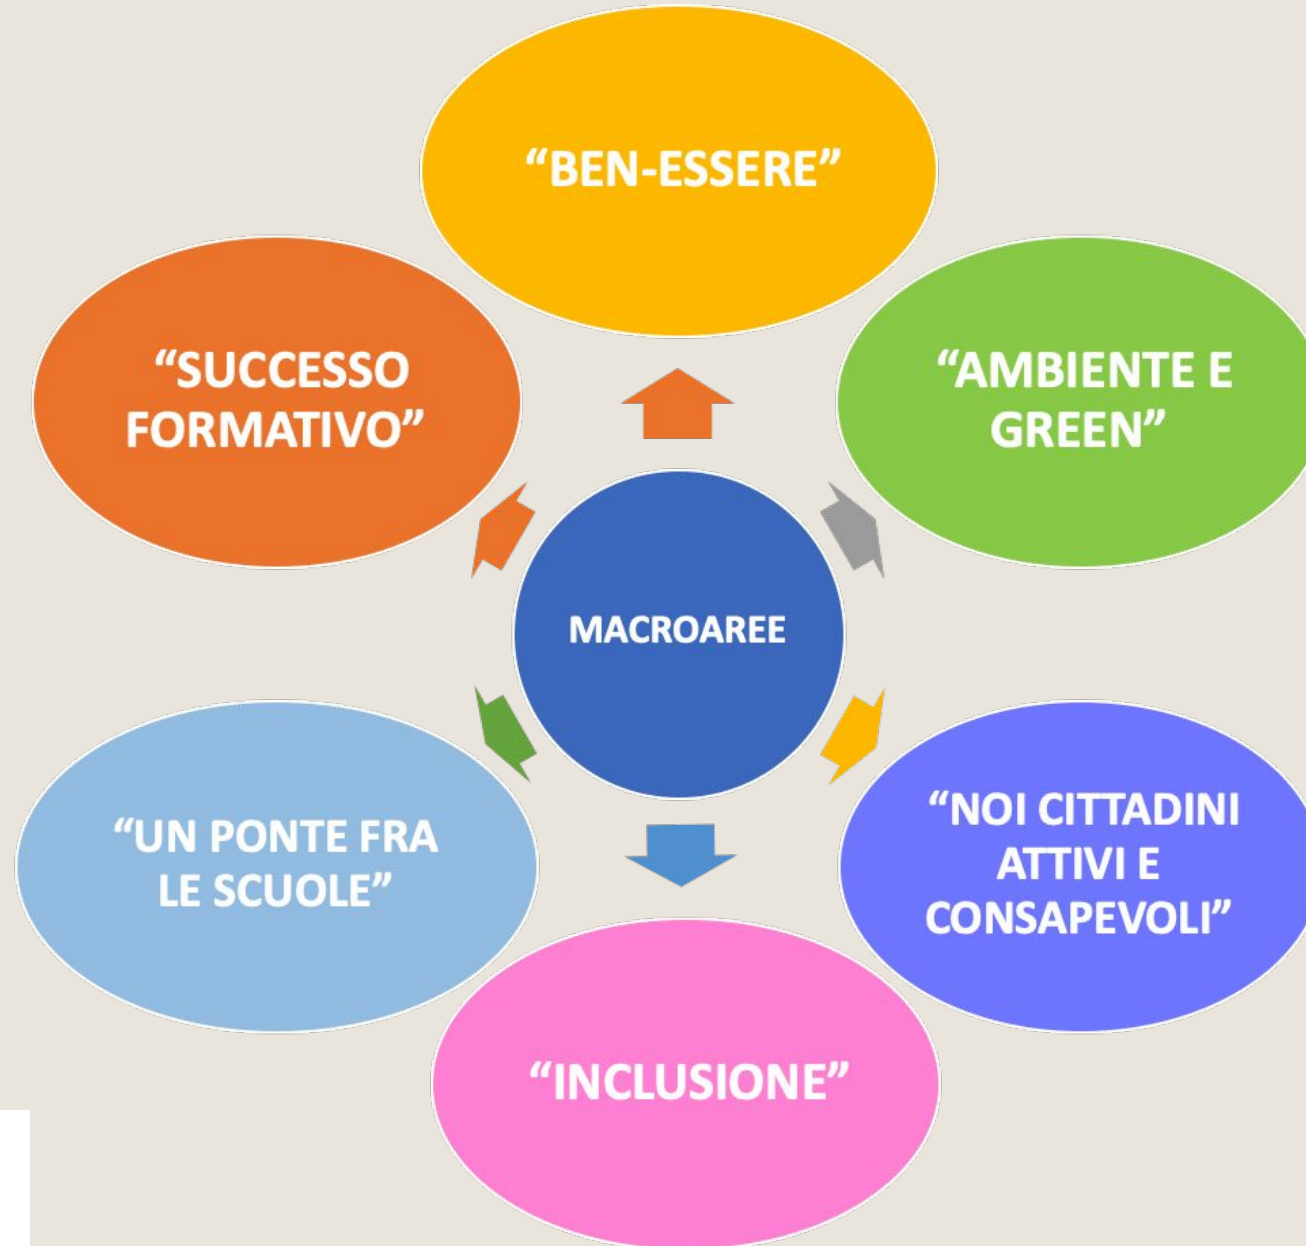 “BEN-ESSERE”
“SUCCESSO
FORMATIVO”
“AMBIENTE E
GREEN”
MACROAREE
“UN PONTE FRA
LE SCUOLE”
“NOI CITTADINI
ATTIVI E
CONSAPEVOLI”
“INCLUSIONE”